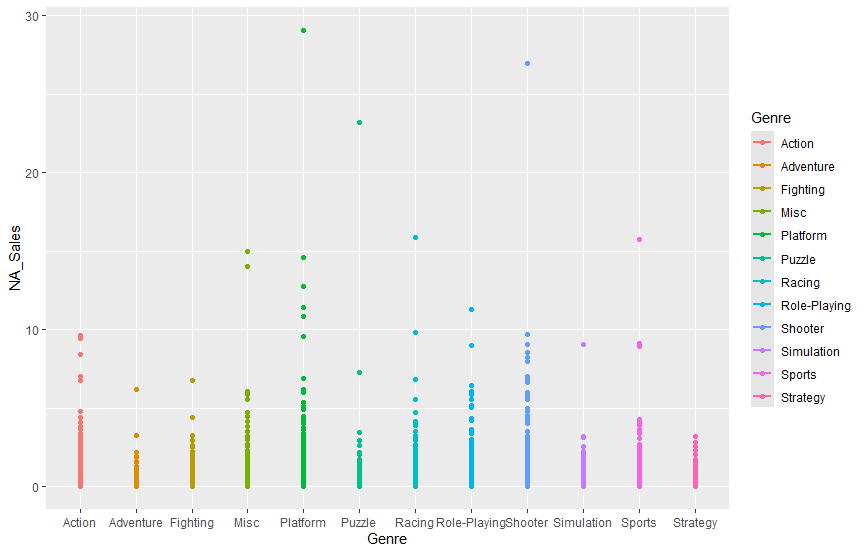 30
20
10
0
NA_Sales
Action Adventure Fighting Misc Platform Puzzle Racing Role-Playing Shooter Simulation Sports Strategy
Genre
Genre
Action
Adventure
Fighting
Misc
Platform
Puzzle
Racing
Role-Playing
Shooter
Simulation
Sports
Strategy